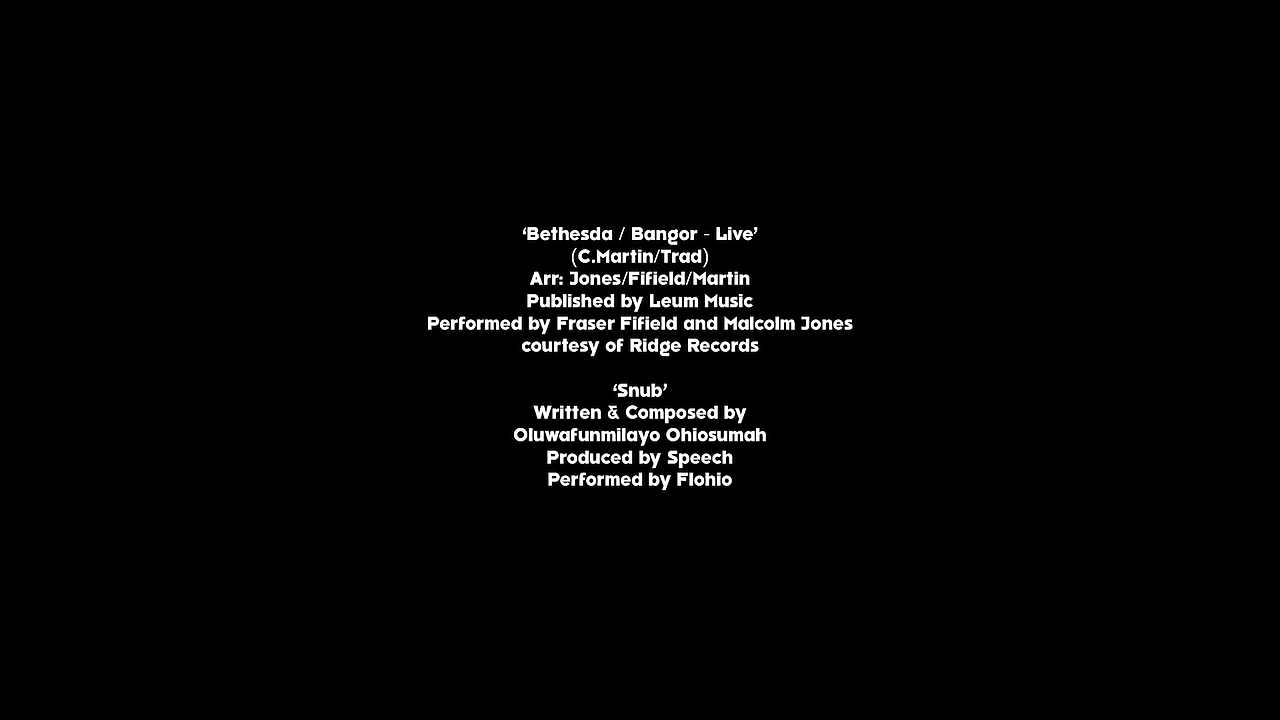 ‘Bethesda / Bangor - Live’
(C.Martin/Trad)
Arr: Jones/Fifield/Martin
Published by Leum Music
Performed by Fraser Fifield and Malcolm Jones
courtesy of Ridge Records
‘Snub’
Written & Composed by
Oluwafunmilayo Ohiosumah
Produced by Speech
Performed by Flohio